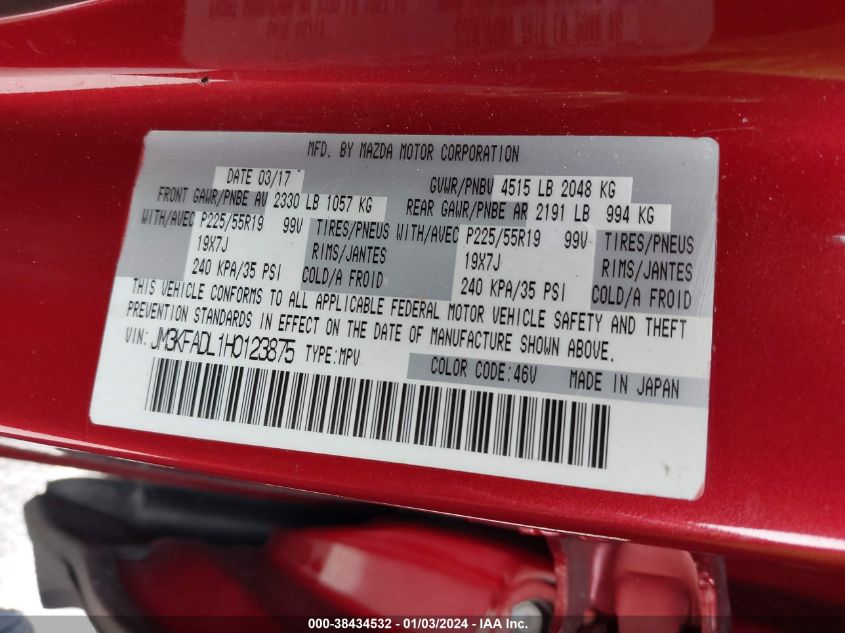 MFD. BY MAZDA MOTOR CORPORATION
DATE 03/17 GVWR/PNBV 4515 LB 2048 KG
FRONT GAWR/PNBE AV 2330 LB 1057 KG REAR GAWR/PNBE AR 2191 LB 994 KG
WITH/AVEC P225/55R19 99V TIRES/PNEUS WITH/AVEC P225/55R19 99V TIRES/PNEUS
19X7J RIMS/JANTES 19X7J RIMS/JANTES
240 KPA/35 PSI COLD/A FROID 240 KPA/35 PSI COLD/A FROID
THIS VEHICLE CONFORMS TO ALL APPLICABLE FEDERAL MOTOR VEHICLE SAFETY AND THEFT
PREVENTION STANDARDS IN EFFECT ON THE DATE OF MANUFACTURE SHOWN ABOVE.
VIN: JM3KFADL1H0123875 TYPE:MPV
COLOR CODE:46V MADE IN JAPAN
000-38434532 - 01/03/2024 - IAA Inc.